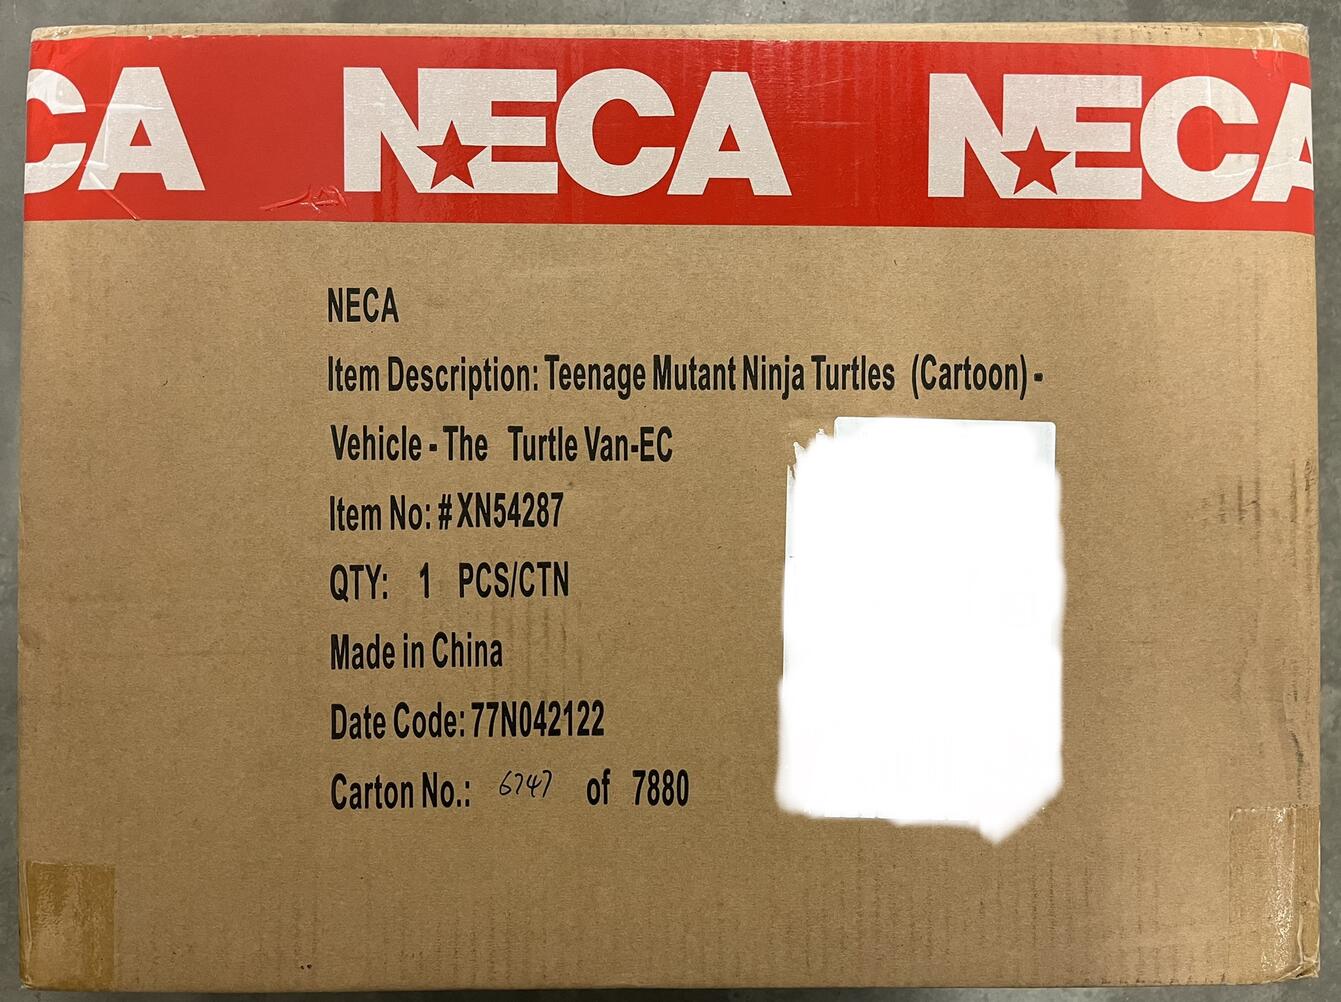 CA NECA NECA
NECA
Item Description: Teenage Mutant Ninja Turtles (Cartoon) -
Vehicle - The Turtle Van-EC
Item No: #XN54287
QTY: 1 PCS/CTN
Made in China
Date Code: 77N042122
Carton No.: 6747 of 7880